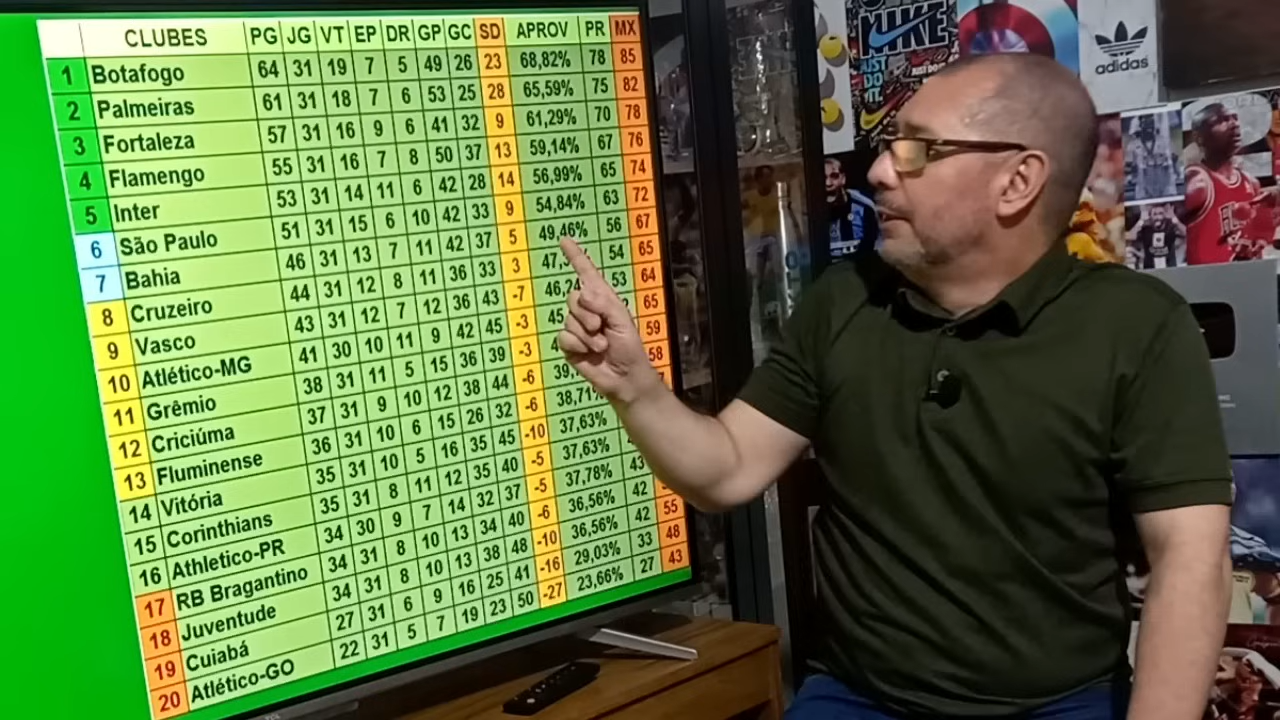 CLUBES PG JG VT EP DR GP GC SD APROV PR MX
1 Botafogo 64 31 19 7 5 49 26 23 68,82% 78 85
2 Palmeiras 61 31 18 7 6 53 25 28 65,59% 75 82
3 Fortaleza 57 31 16 9 6 41 32 9 61,29% 70 78
4 Flamengo 55 31 16 7 8 50 37 13 59,14% 67 76
5 Inter 53 31 14 11 6 42 28 14 56,99% 65 74
6 São Paulo 51 31 15 6 10 42 33 9 54,84% 63 72
7 Bahia 46 31 13 7 11 42 37 5 49,46% 56 67
8 Cruzeiro 44 31 12 8 11 36 33 3 54 65
9 Vasco 43 31 12 7 12 36 43 -7 53 64
10 Atlético-MG 41 30 10 11 9 42 45 -3 65
11 Grêmio 38 31 11 5 15 36 39 -3 59
12 Criciúma 37 31 9 10 12 38 44 -6 58
13 Fluminense 36 31 10 6 15 26 32 -6 38,71%
14 Vitória 35 31 10 5 16 35 45 -10 37,63%
15 Corinthians 35 31 8 11 12 35 40 -5 37,63%
16 Athletico-PR 34 30 9 7 14 32 37 -5 37,78% 43
17 RB Bragantino 34 31 8 10 13 34 40 -6 36,56% 42
18 Juventude 34 31 8 10 13 38 48 -10 36,56% 42 55
19 Cuiabá 27 31 6 9 16 25 41 -16 29,03% 33 48
20 Atlético-GO 22 31 5 7 19 23 50 -27 23,66% 27 43
NIKE
JUST
DO
IT.
adidas